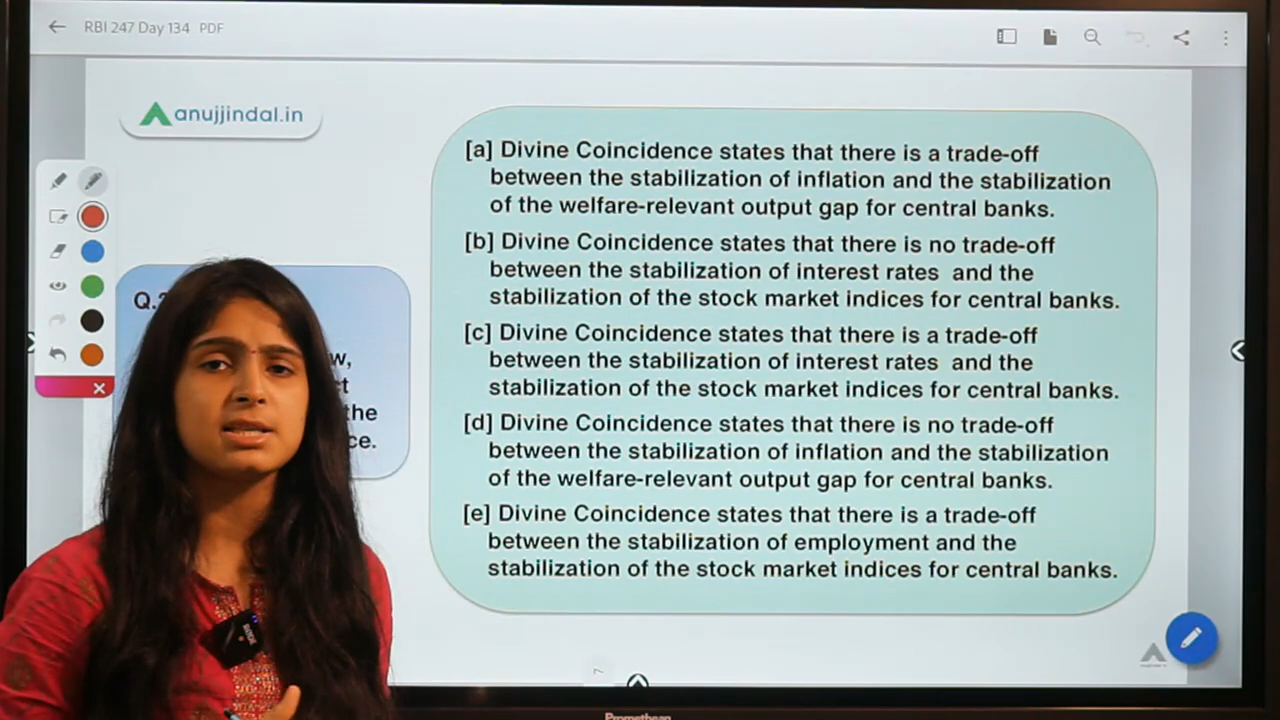 RBI 247 Day 134 PDF
anujjindal.in
[a] Divine Coincidence states that there is a trade-off
between the stabilization of inflation and the stabilization
of the welfare-relevant output gap for central banks.
[b] Divine Coincidence states that there is no trade-off
between the stabilization of interest rates and the
stabilization of the stock market indices for central banks.
[c] Divine Coincidence states that there is a trade-off
between the stabilization of interest rates and the
stabilization of the stock market indices for central banks.
[d] Divine Coincidence states that there is no trade-off
between the stabilization of inflation and the stabilization
of the welfare-relevant output gap for central banks.
[e] Divine Coincidence states that there is a trade-off
between the stabilization of employment and the
stabilization of the stock market indices for central banks.
the
Promethean